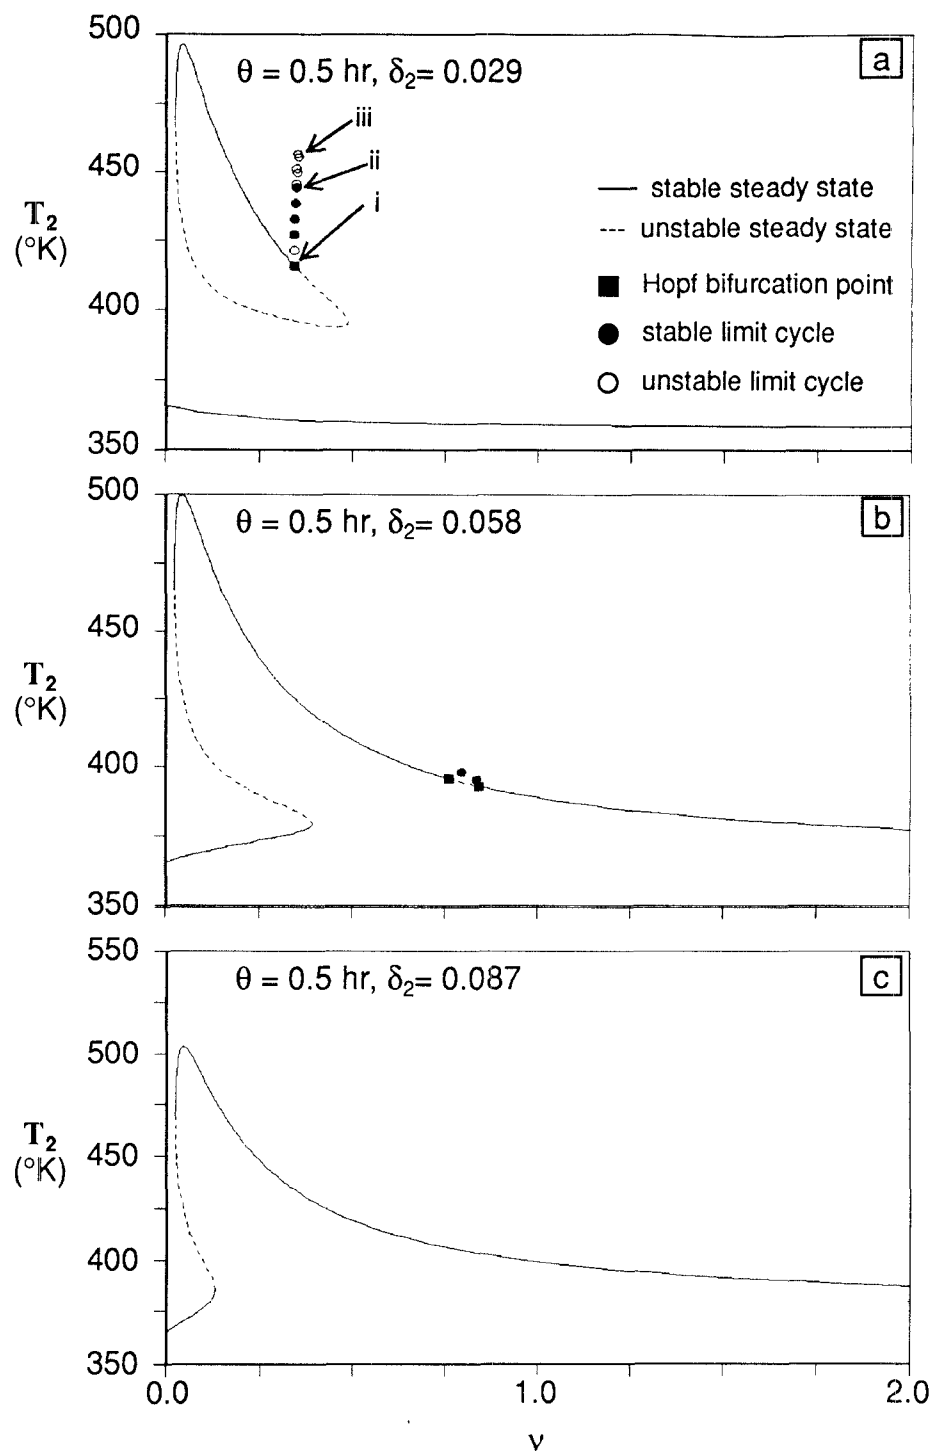 500
a
θ = 0.5 hr, δ₂= 0.029
iii
450
ii
stable steady state
T₂
i
unstable steady state
(°K)
Hopf bifurcation point
400
stable limit cycle
unstable limit cycle
350
500
b
θ = 0.5 hr, δ₂= 0.058
450
T₂
(°K)
400
350
550
c
θ = 0.5 hr, δ₂= 0.087
500
T₂
450
(°K)
400
350
0.0 1.0 2.0
ν